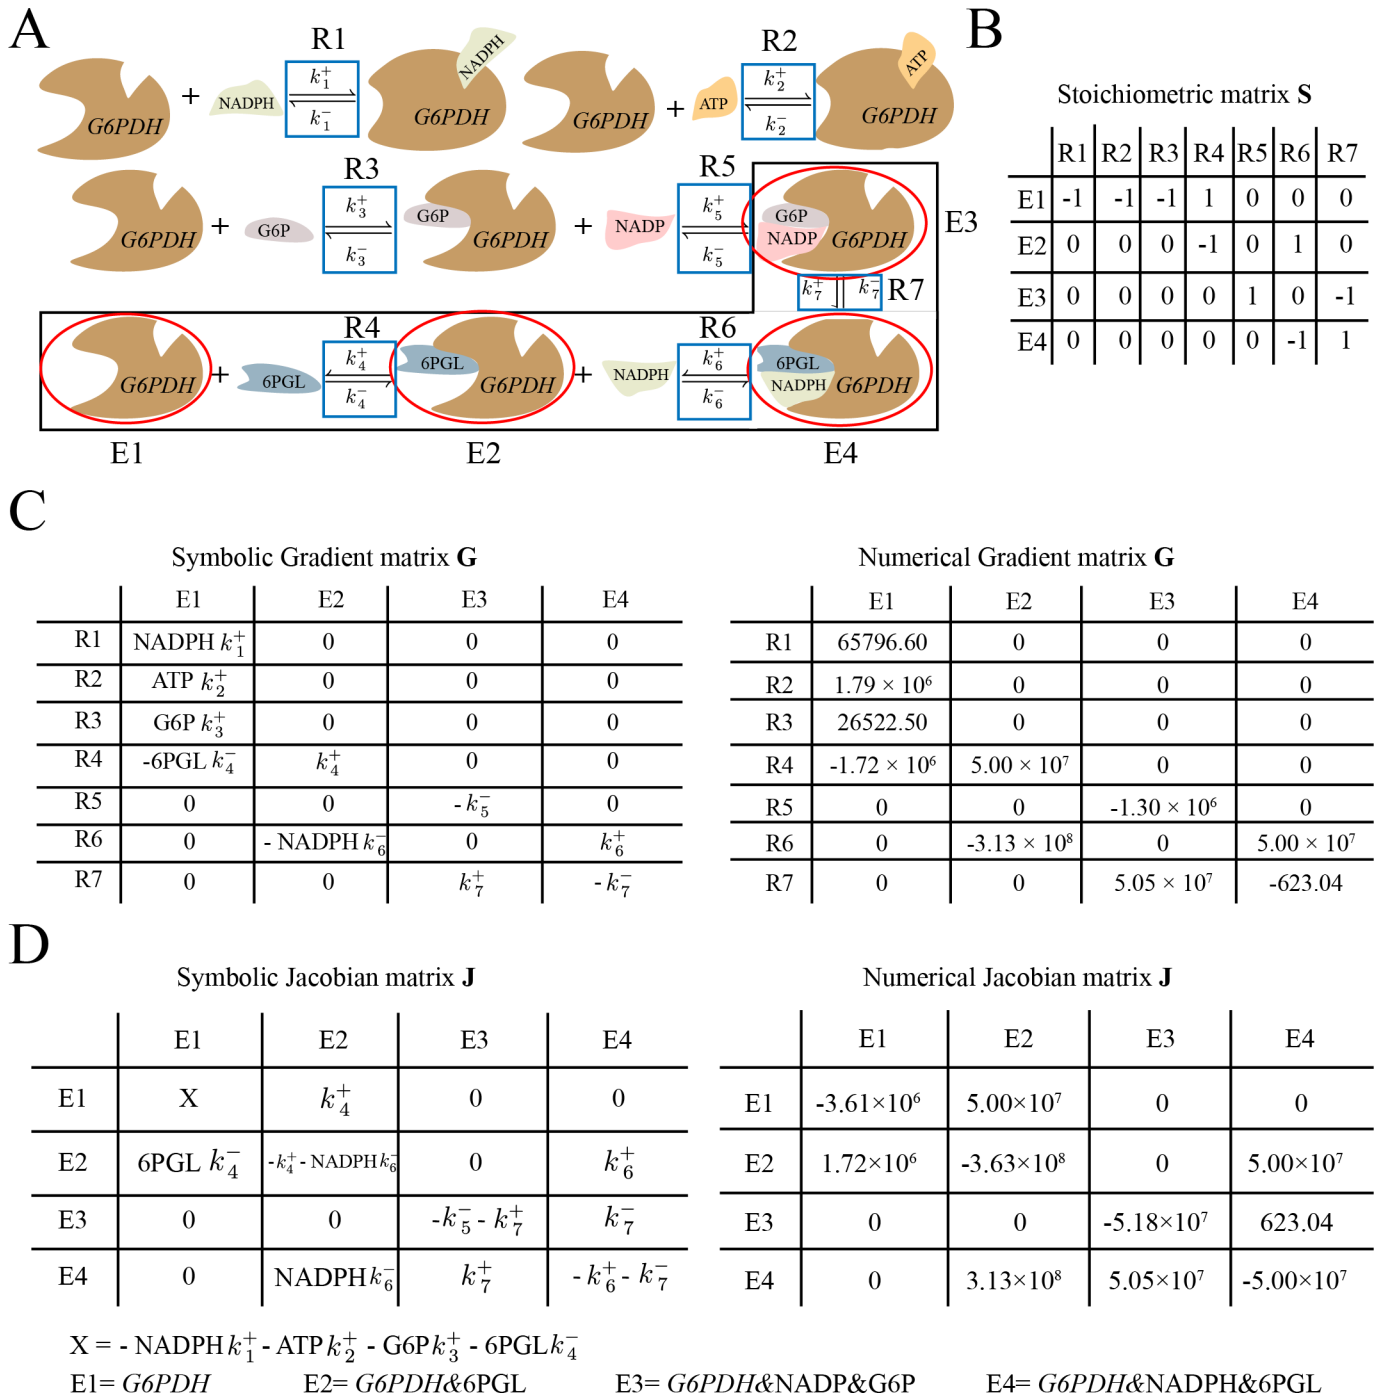 A
R1
R2
B
G6PDH + NADPH k₁⁺ k₁⁻ NADPH G6PDH
G6PDH + ATP k₂⁺ k₂⁻ ATP G6PDH
R3
R5
G6PDH + G6P k₃⁺ k₃⁻ G6P G6PDH + NADP k₅⁺ k₅⁻ G6P NADP G6PDH E3
k₇⁺ k₇⁻ R7
R4
R6
G6PDH + 6PGL k₄⁺ k₄⁻ 6PGL G6PDH + NADPH k₆⁺ k₆⁻ 6PGL NADPH G6PDH
E1 E2 E4
Stoichiometric matrix S
R1 R2 R3 R4 R5 R6 R7
E1 -1 -1 -1 1 0 0 0
E2 0 0 0 -1 0 1 0
E3 0 0 0 0 1 0 -1
E4 0 0 0 0 0 -1 1
C
Symbolic Gradient matrix G
E1 E2 E3 E4
R1 NADPH k₁⁺ 0 0 0
R2 ATP k₂⁺ 0 0 0
R3 G6P k₃⁺ 0 0 0
R4 -6PGL k₄⁻ k₄⁺ 0 0
R5 0 0 -k₅⁻ 0
R6 0 - NADPH k₆⁻ 0 k₆⁺
R7 0 0 k₇⁺ -k₇⁻
Numerical Gradient matrix G
E1 E2 E3 E4
R1 65796.60 0 0 0
R2 1.79 × 10⁶ 0 0 0
R3 26522.50 0 0 0
R4 -1.72 × 10⁶ 5.00 × 10⁷ 0 0
R5 0 0 -1.30 × 10⁶ 0
R6 0 -3.13 × 10⁸ 0 5.00 × 10⁷
R7 0 0 5.05 × 10⁷ -623.04
D
Symbolic Jacobian matrix J
E1 E2 E3 E4
E1 X k₄⁺ 0 0
E2 6PGL k₄⁻ -k₄⁺ - NADPH k₆⁻ 0 k₆⁺
E3 0 0 -k₅⁻ - k₇⁺ k₇⁻
E4 0 NADPH k₆⁻ k₇⁺ -k₆⁺ - k₇⁻
Numerical Jacobian matrix J
E1 E2 E3 E4
E1 -3.61×10⁶ 5.00×10⁷ 0 0
E2 1.72×10⁶ -3.63×10⁸ 0 5.00×10⁷
E3 0 0 -5.18×10⁷ 623.04
E4 0 3.13×10⁸ 5.05×10⁷ -5.00×10⁷
X = - NADPH k₁⁺ - ATP k₂⁺ - G6P k₃⁺ - 6PGL k₄⁻
E1= G6PDH E2= G6PDH&6PGL E3= G6PDH&NADP&G6P E4= G6PDH&NADPH&6PGL